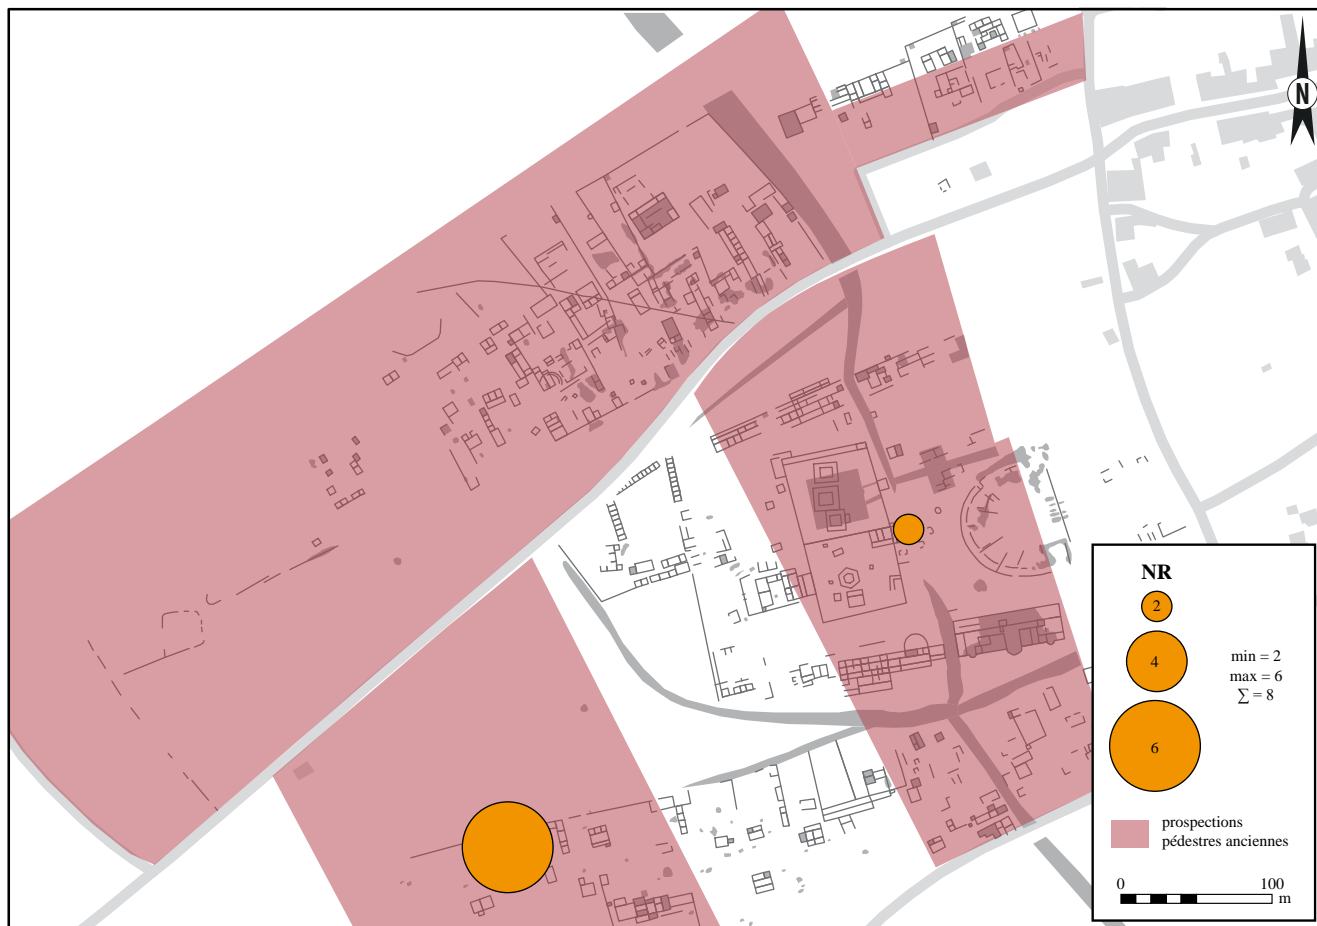 N
NR
2
4
6
min = 2
max = 6
∑ = 8
prospections
pédestres anciennes
0 100
m